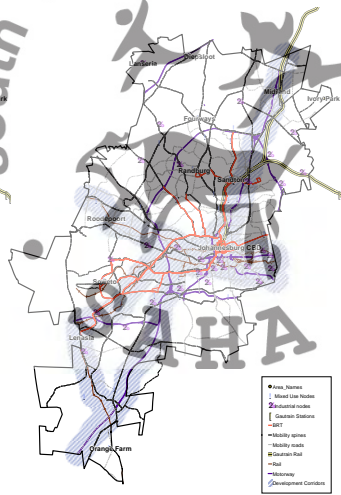 Lanseria
Diepsloot
Midrand
Ivory Park
Fourways
Randburg
Sandton
Roodepoort
Johannesburg CBD
Soweto
Lenasia
AHA
Orange Farm
Area_Names
Mixed Use Nodes
Industrial nodes
Gautrain Stations
BRT
Mobility spines
Mobility roads
Gautrain Rail
Rail
Motorway
Development Corridors